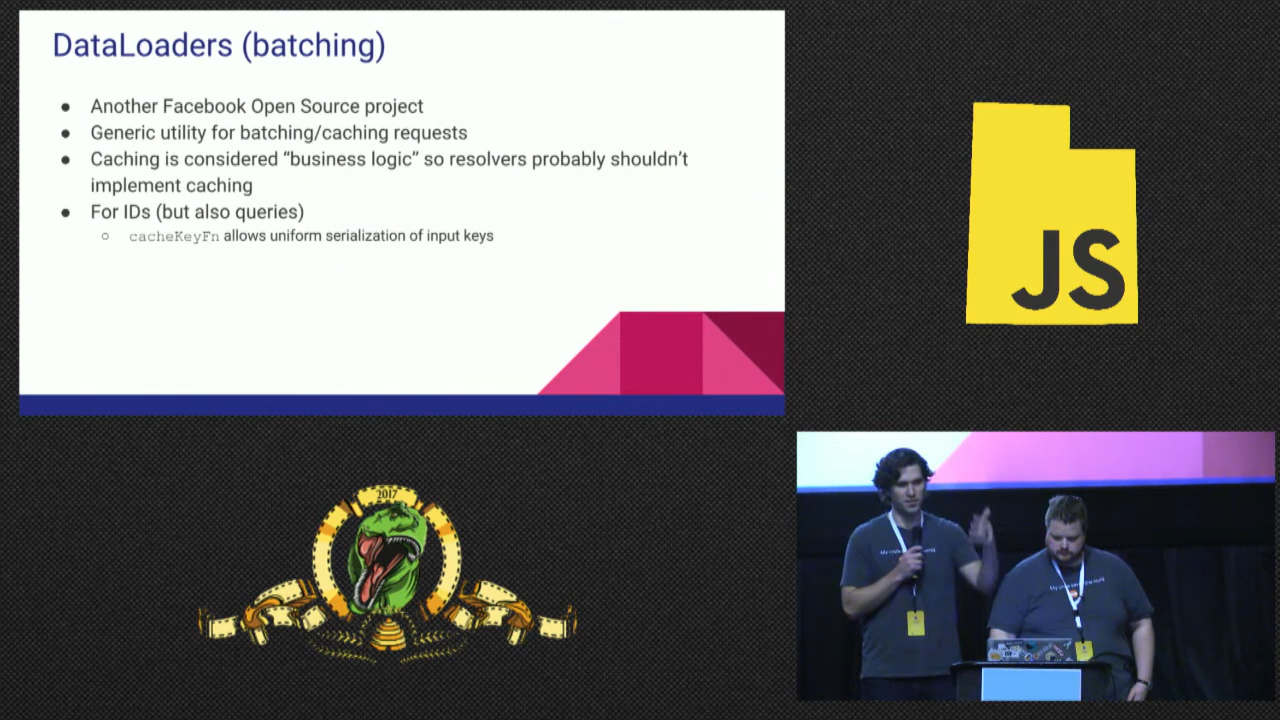 DataLoaders (batching)
● Another Facebook Open Source project
● Generic utility for batching/caching requests
● Caching is considered “business logic” so resolvers probably shouldn’t
implement caching
● For IDs (but also queries)
○ cacheKeyFn allows uniform serialization of input keys
JS
2017